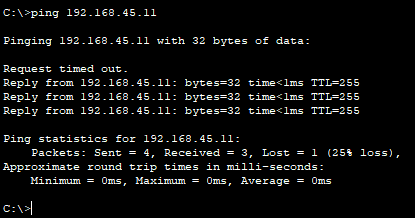 C:\>ping 192.168.45.11
Pinging 192.168.45.11 with 32 bytes of data:
Request timed out.
Reply from 192.168.45.11: bytes=32 time<1ms TTL=255
Reply from 192.168.45.11: bytes=32 time<1ms TTL=255
Reply from 192.168.45.11: bytes=32 time<1ms TTL=255
Ping statistics for 192.168.45.11:
    Packets: Sent = 4, Received = 3, Lost = 1 (25% loss),
Approximate round trip times in milli-seconds:
    Minimum = 0ms, Maximum = 0ms, Average = 0ms
C:\>